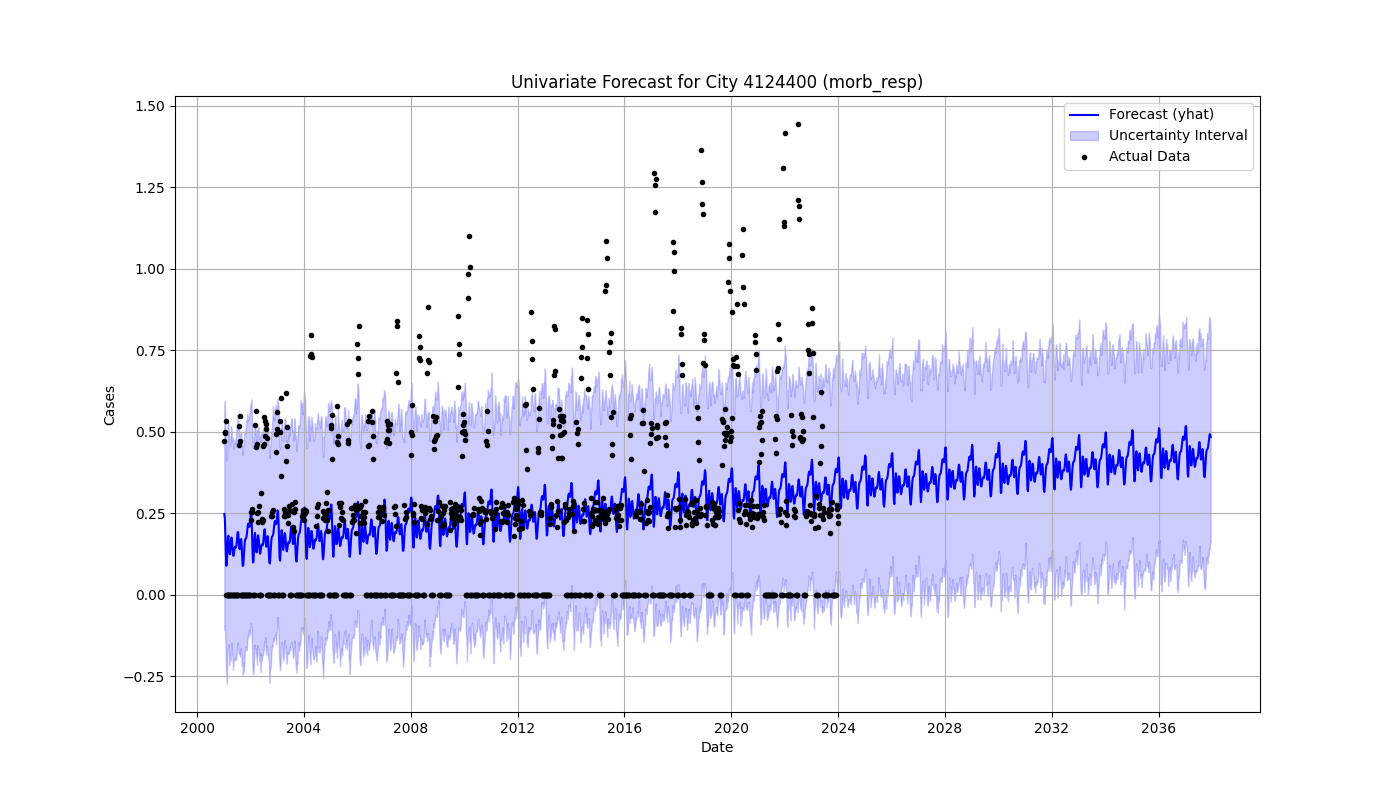 Univariate Forecast for City 4124400 (morb_resp)
Forecast (yhat)
Uncertainty Interval
Actual Data
Cases
1.50
1.25
1.00
0.75
0.50
0.25
0.00
−0.25
2000 2004 2008 2012 2016 2020 2024 2028 2032 2036
Date